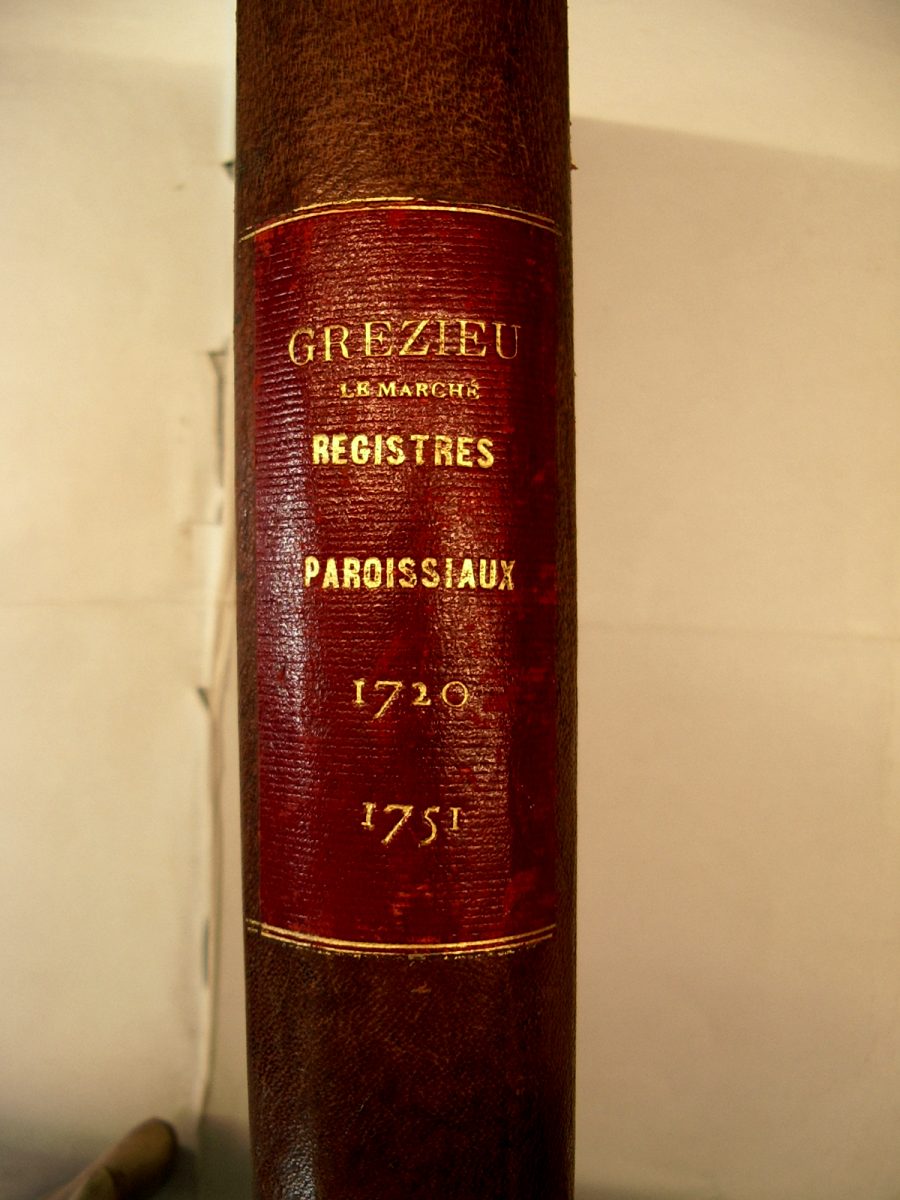 GREZIEU
LE MARCHÉ
REGISTRES
PAROISSIAUX
1720
1751